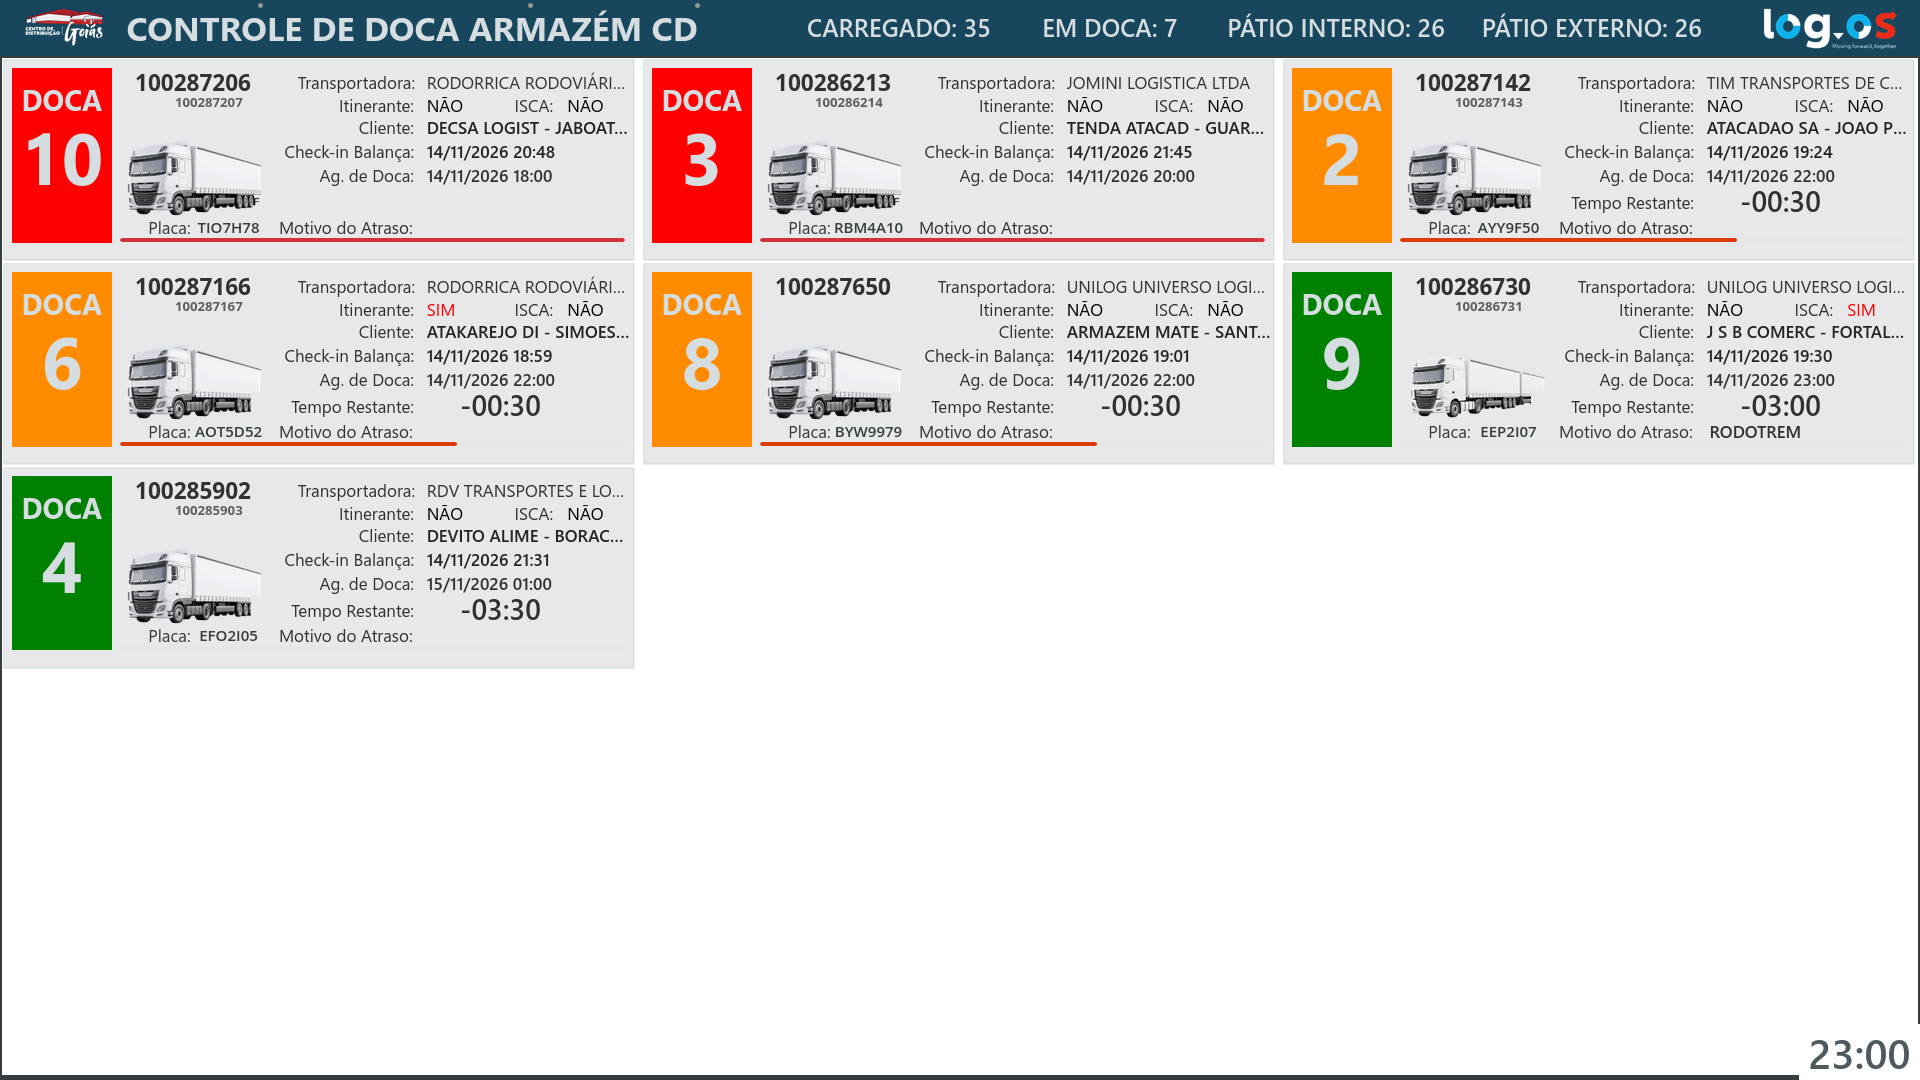 CENTRO DE DISTRIBUIÇÃO Goiás
CONTROLE DE DOCA ARMAZÉM CD
CARREGADO: 35
EM DOCA: 7
PÁTIO INTERNO: 26
PÁTIO EXTERNO: 26
log.os
Moving forward, together
DOCA
10
100287206
100287207
Transportadora: RODORRICA RODOVIÁRI...
Itinerante: NÃO ISCA: NÃO
Cliente: DECSA LOGIST - JABOAT...
Check-in Balança: 14/11/2026 20:48
Ag. de Doca: 14/11/2026 18:00
Placa: TIO7H78 Motivo do Atraso:
DOCA
3
100286213
100286214
Transportadora: JOMINI LOGISTICA LTDA
Itinerante: NÃO ISCA: NÃO
Cliente: TENDA ATACAD - GUAR...
Check-in Balança: 14/11/2026 21:45
Ag. de Doca: 14/11/2026 20:00
Placa: RBM4A10 Motivo do Atraso:
DOCA
2
100287142
100287143
Transportadora: TIM TRANSPORTES DE C...
Itinerante: NÃO ISCA: NÃO
Cliente: ATACADAO SA - JOAO P...
Check-in Balança: 14/11/2026 19:24
Ag. de Doca: 14/11/2026 22:00
Tempo Restante: -00:30
Placa: AYY9F50 Motivo do Atraso:
DOCA
6
100287166
100287167
Transportadora: RODORRICA RODOVIÁRI...
Itinerante: SIM ISCA: NÃO
Cliente: ATAKAREJO DI - SIMOES...
Check-in Balança: 14/11/2026 18:59
Ag. de Doca: 14/11/2026 22:00
Tempo Restante: -00:30
Placa: AOT5D52 Motivo do Atraso:
DOCA
8
100287650
Transportadora: UNILOG UNIVERSO LOGI...
Itinerante: NÃO ISCA: NÃO
Cliente: ARMAZEM MATE - SANT...
Check-in Balança: 14/11/2026 19:01
Ag. de Doca: 14/11/2026 22:00
Tempo Restante: -00:30
Placa: BYW9979 Motivo do Atraso:
DOCA
9
100286730
100286731
Transportadora: UNILOG UNIVERSO LOGI...
Itinerante: NÃO ISCA: SIM
Cliente: J S B COMERC - FORTAL...
Check-in Balança: 14/11/2026 19:30
Ag. de Doca: 14/11/2026 23:00
Tempo Restante: -03:00
Placa: EEP2I07 Motivo do Atraso: RODOTREM
DOCA
4
100285902
100285903
Transportadora: RDV TRANSPORTES E LO...
Itinerante: NÃO ISCA: NÃO
Cliente: DEVITO ALIME - BORAC...
Check-in Balança: 14/11/2026 21:31
Ag. de Doca: 15/11/2026 01:00
Tempo Restante: -03:30
Placa: EFO2I05 Motivo do Atraso:
23:00